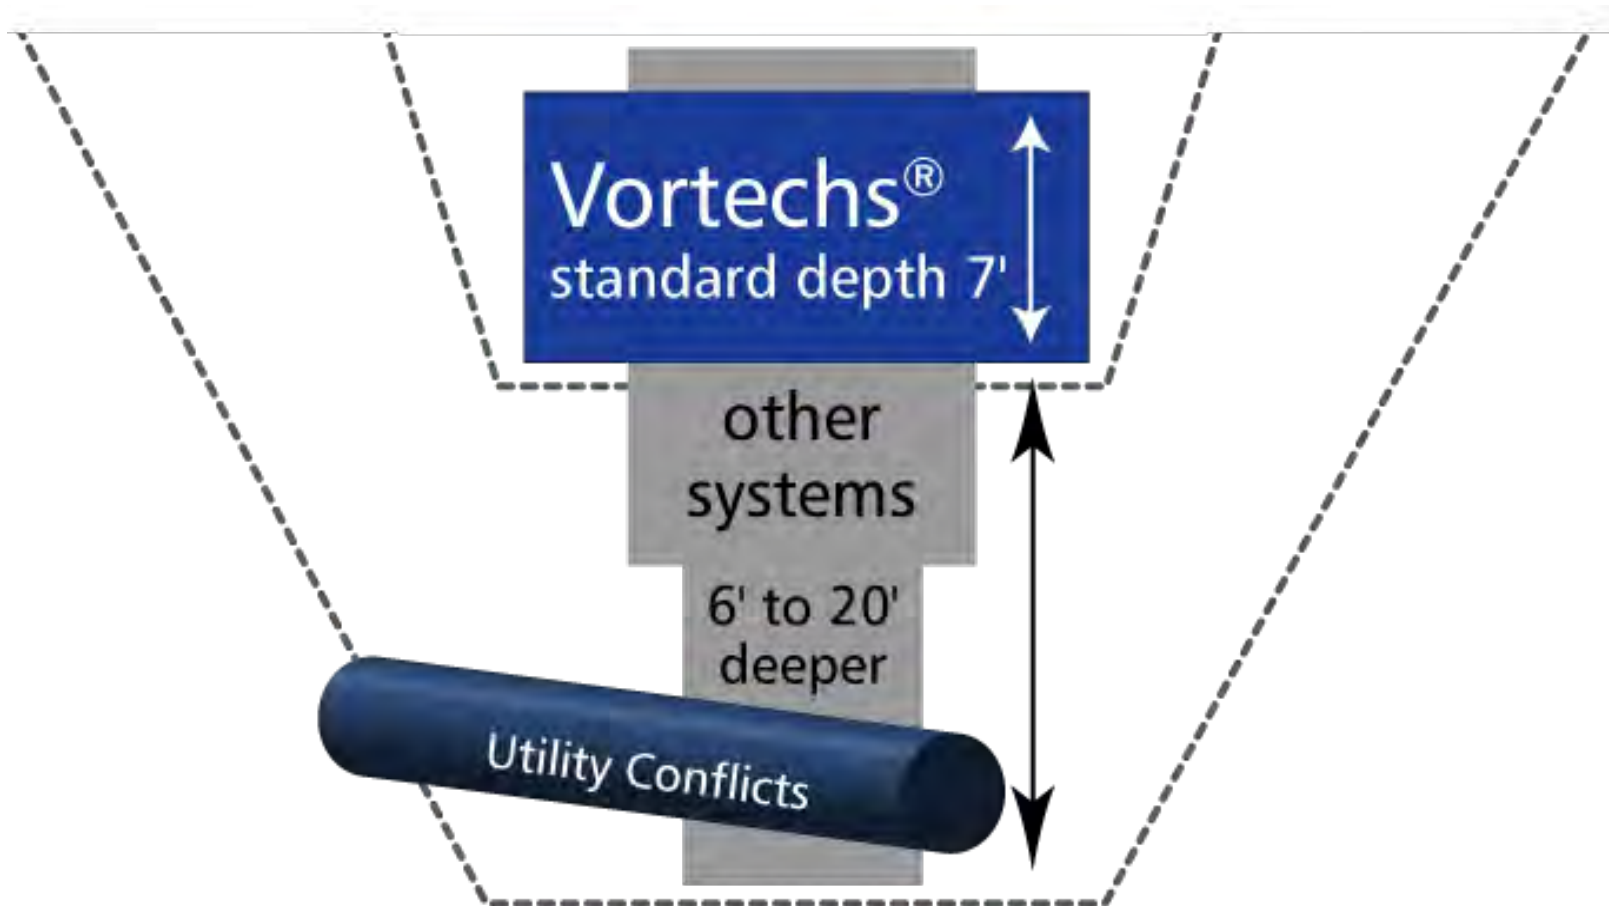 Vortechs®
standard depth 7'
other
systems
6' to 20'
deeper
Utility Conflicts